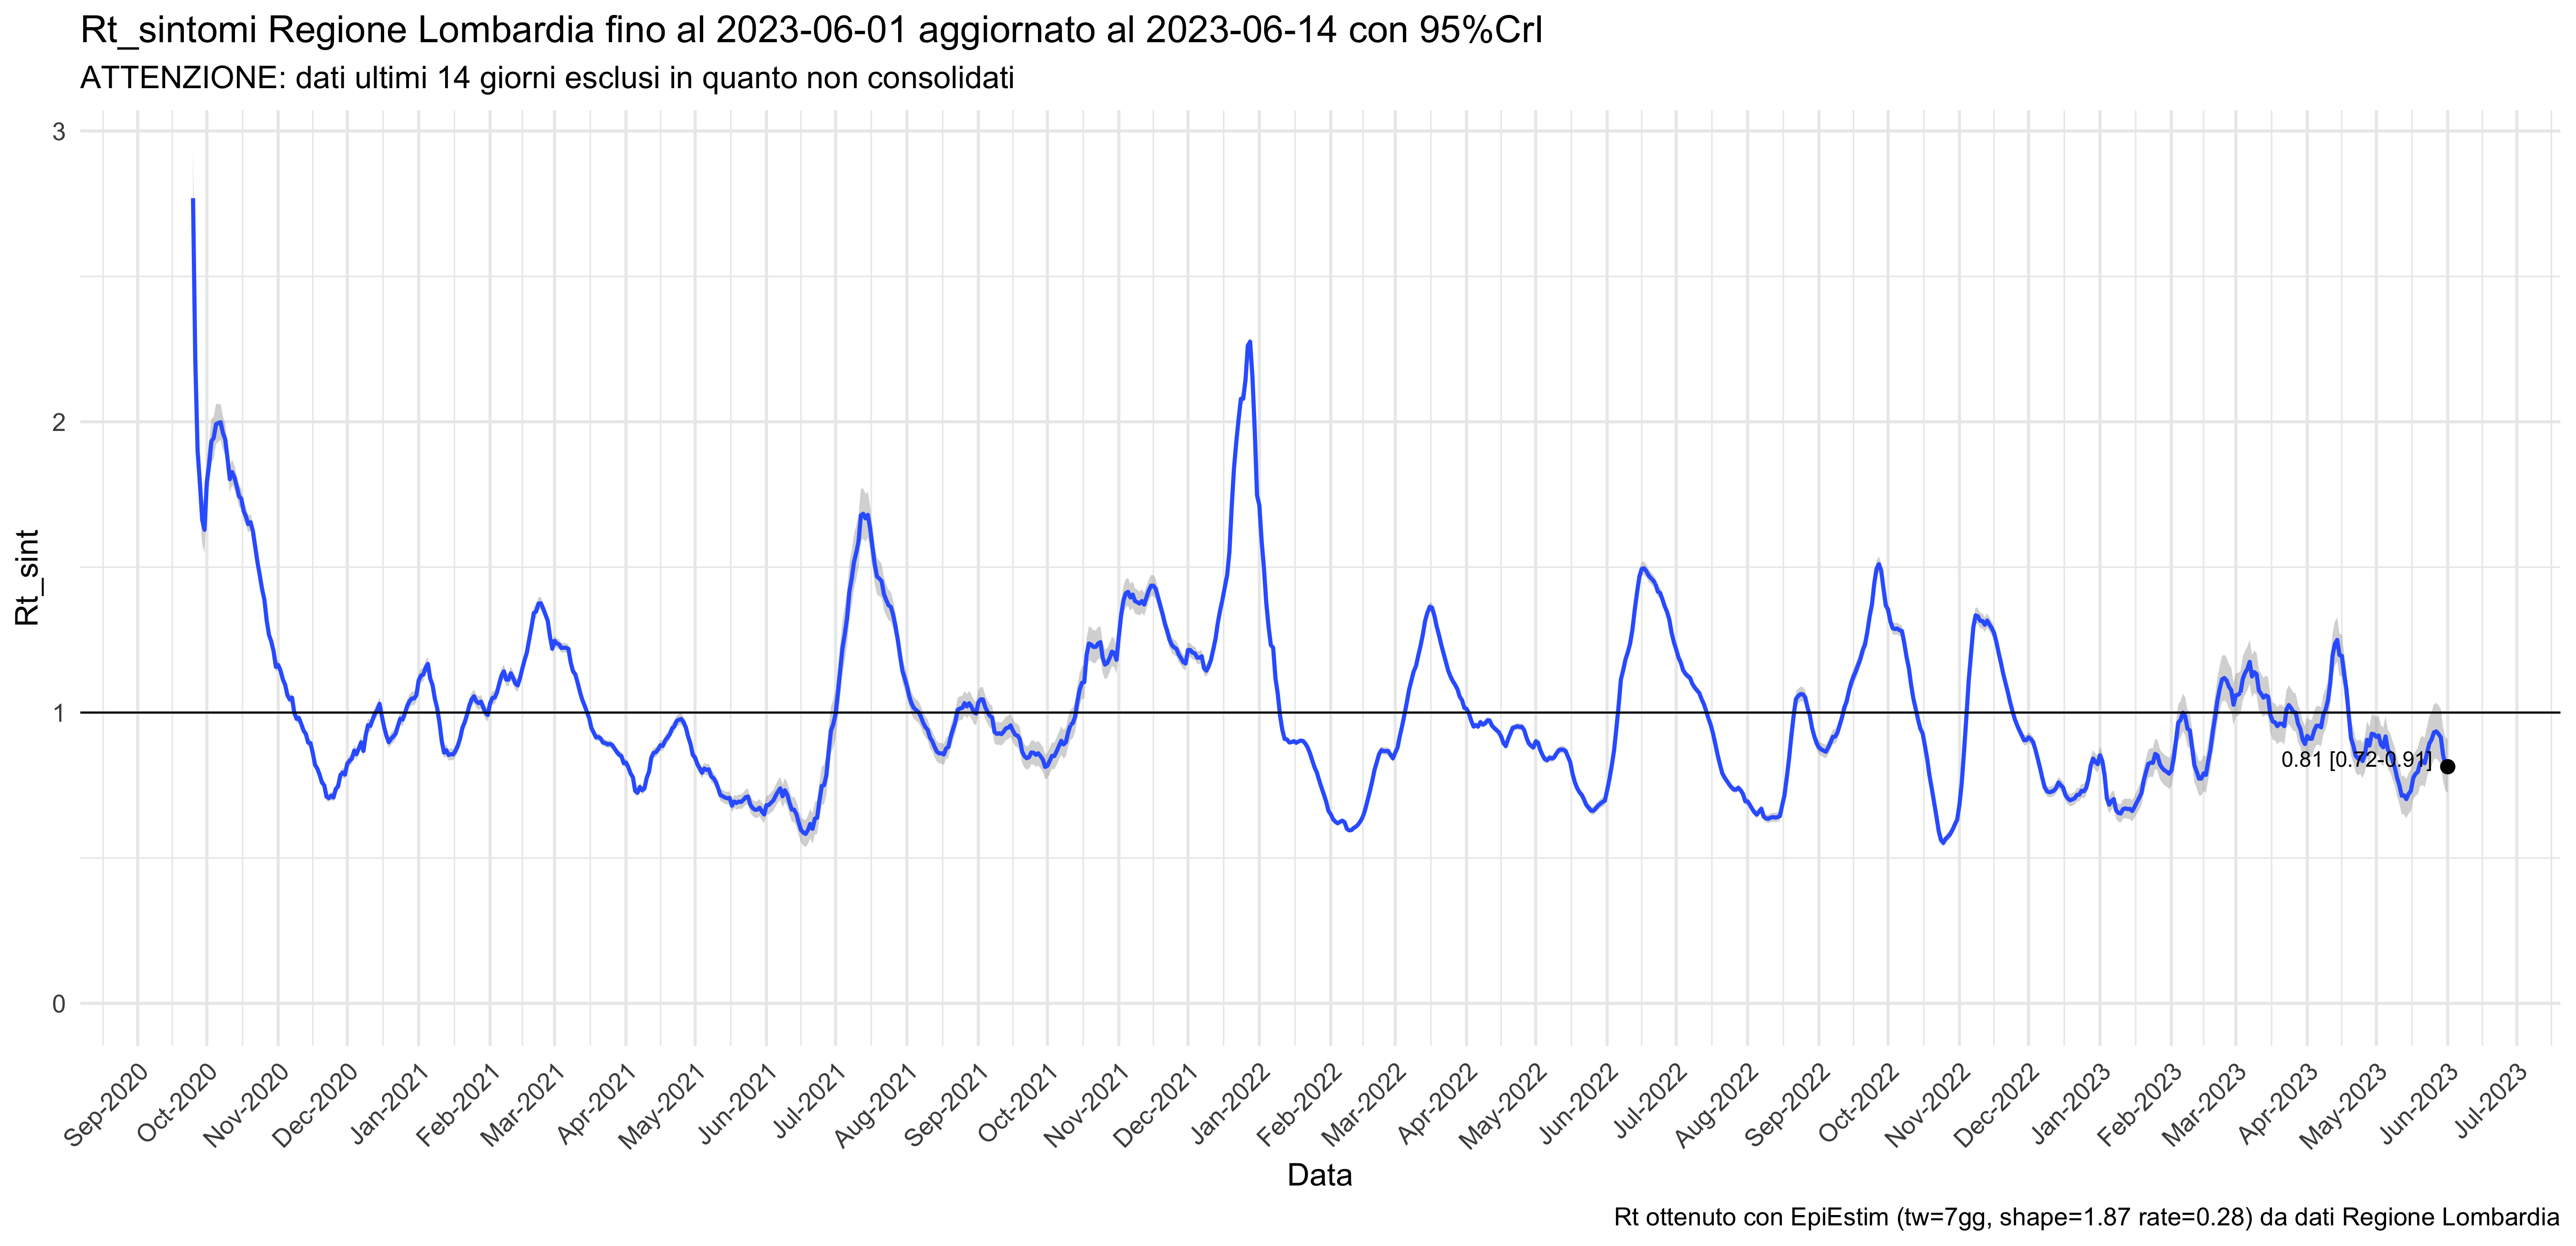 Rt_sintomi Regione Lombardia fino al 2023-06-01 aggiornato al 2023-06-14 con 95%CrI
ATTENZIONE: dati ultimi 14 giorni esclusi in quanto non consolidati
3
2
1
0
Rt_sint
0.81 [0.72-0.91]
Sep-2020
Oct-2020
Nov-2020
Dec-2020
Jan-2021
Feb-2021
Mar-2021
Apr-2021
May-2021
Jun-2021
Jul-2021
Aug-2021
Sep-2021
Oct-2021
Nov-2021
Dec-2021
Jan-2022
Feb-2022
Mar-2022
Apr-2022
May-2022
Jun-2022
Jul-2022
Aug-2022
Sep-2022
Oct-2022
Nov-2022
Dec-2022
Jan-2023
Feb-2023
Mar-2023
Apr-2023
May-2023
Jun-2023
Jul-2023
Data
Rt ottenuto con EpiEstim (tw=7gg, shape=1.87 rate=0.28) da dati Regione Lombardia